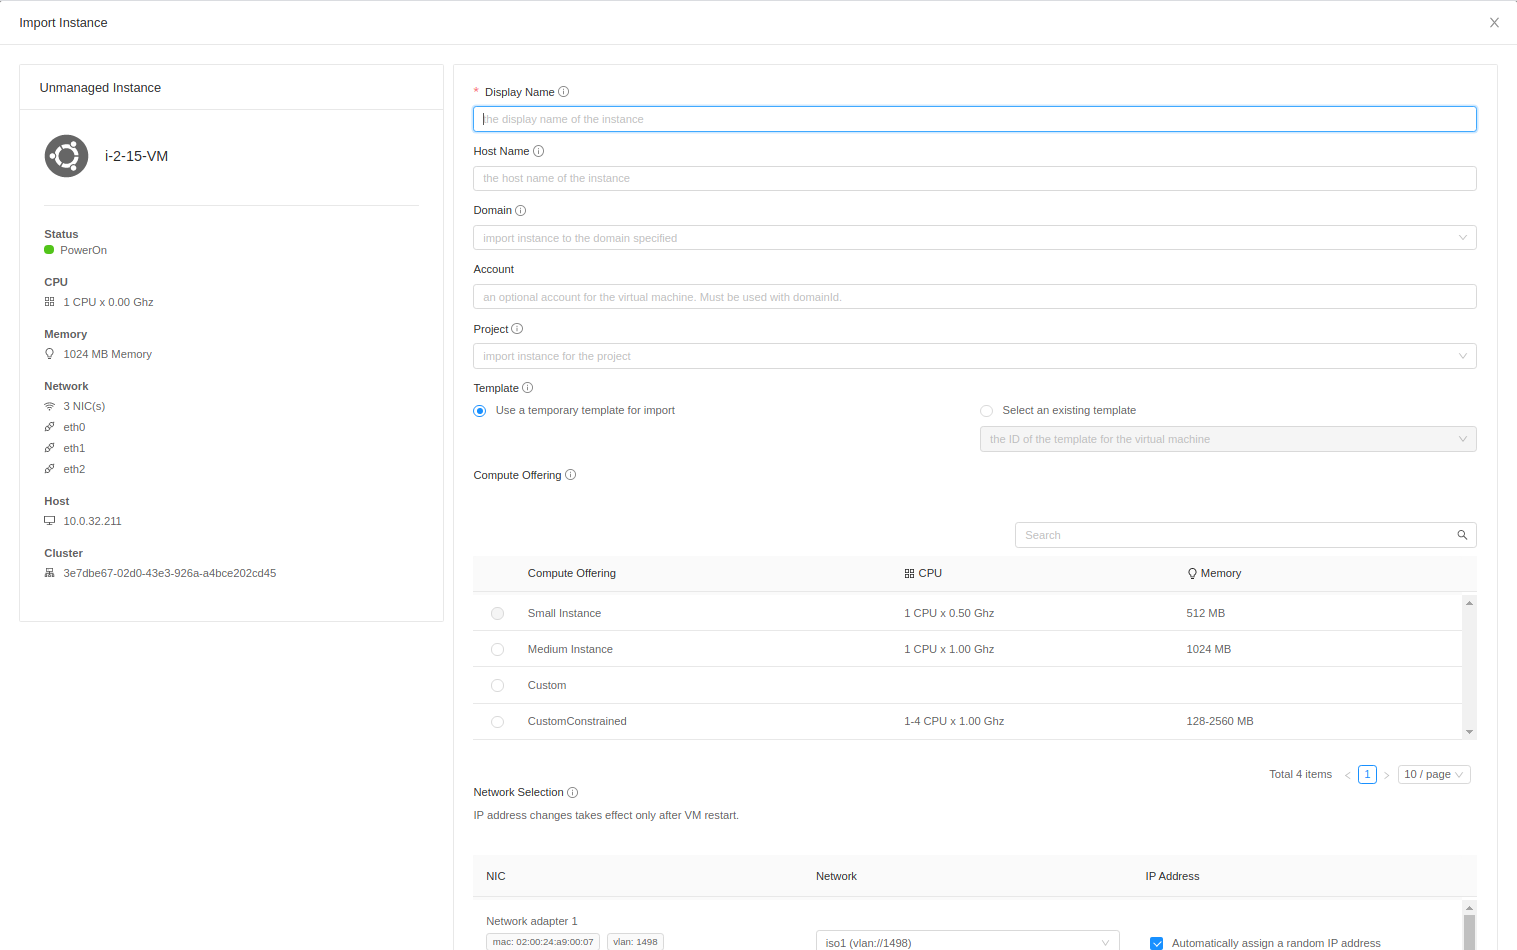 Import Instance
Unmanaged Instance
i-2-15-VM
Status
PowerOn
CPU
1 CPU x 0.00 Ghz
Memory
1024 MB Memory
Network
3 NIC(s)
eth0
eth1
eth2
Host
10.0.32.211
Cluster
3e7dbe67-02d0-43e3-926a-a4bce202cd45
* Display Name
the display name of the instance
Host Name
the host name of the instance
Domain
import instance to the domain specified
Account
an optional account for the virtual machine. Must be used with domainId.
Project
import instance for the project
Template
Use a temporary template for import
Select an existing template
the ID of the template for the virtual machine
Compute Offering
Search
Compute Offering CPU Memory
Small Instance 1 CPU x 0.50 Ghz 512 MB
Medium Instance 1 CPU x 1.00 Ghz 1024 MB
Custom
CustomConstrained 1-4 CPU x 1.00 Ghz 128-2560 MB
Total 4 items < 1 > 10 / page
Network Selection
IP address changes takes effect only after VM restart.
NIC Network IP Address
Network adapter 1
mac: 02:00:24:a9:00:07 vlan: 1498 iso1 (vlan://1498) Automatically assign a random IP address